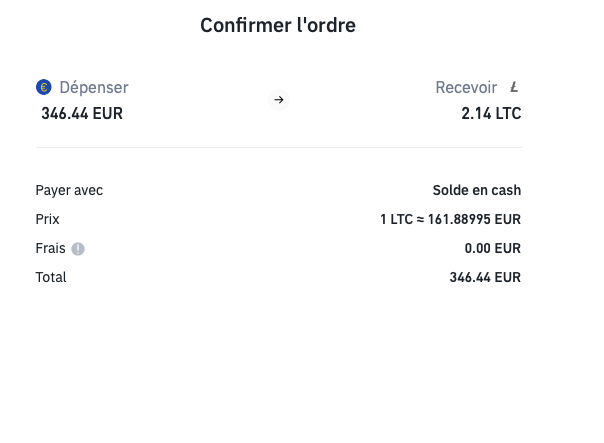 Confirmer l'ordre
€ Dépenser → Recevoir Ł
346.44 EUR 2.14 LTC
Payer avec Solde en cash
Prix 1 LTC ≈ 161.88995 EUR
Frais ! 0.00 EUR
Total 346.44 EUR